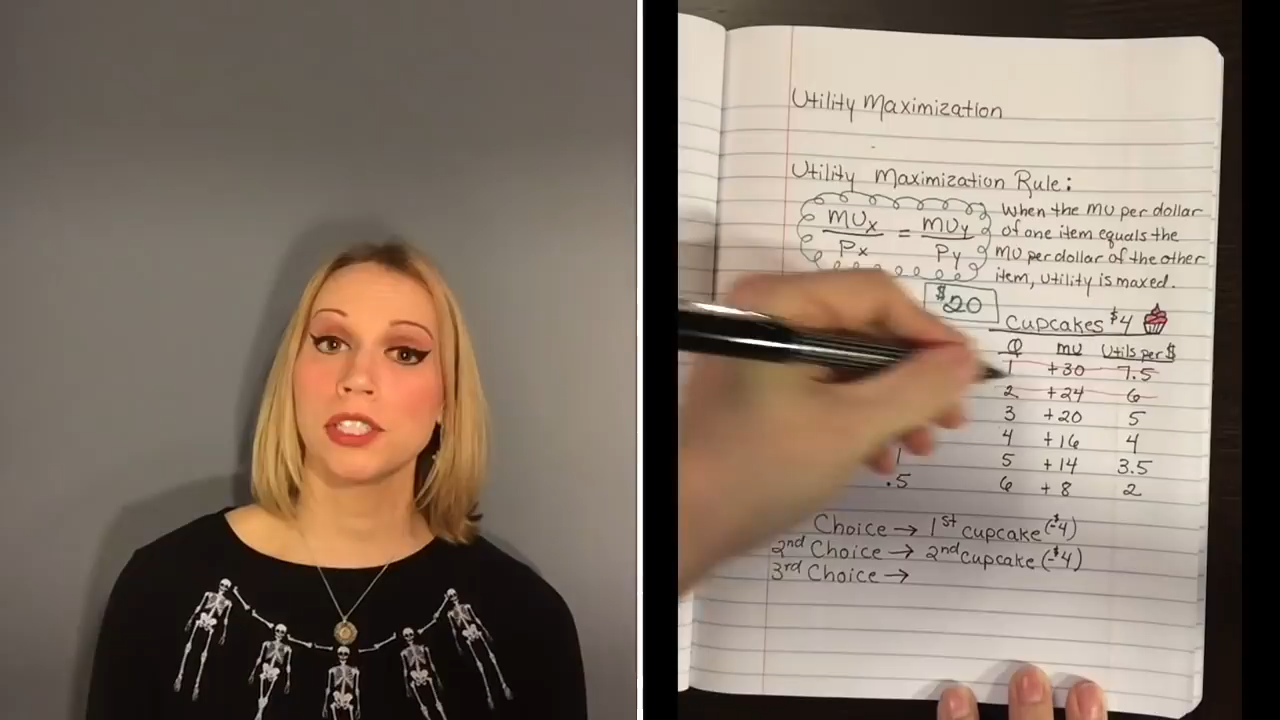 Utility Maximization
Utility Maximization Rule:
MUx / Px = MUy / Py
When the MU per dollar
of one item equals the
MU per dollar of the other
item, utility is maxed.
$20
Cupcakes $4
Q MU Utils per $
1 +30 7.5
2 +24 6
3 +20 5
4 +16 4
1 5 +14 3.5
.5 6 +8 2
Choice → 1st cupcake (-$4)
2nd Choice → 2nd cupcake (-$4)
3rd Choice →